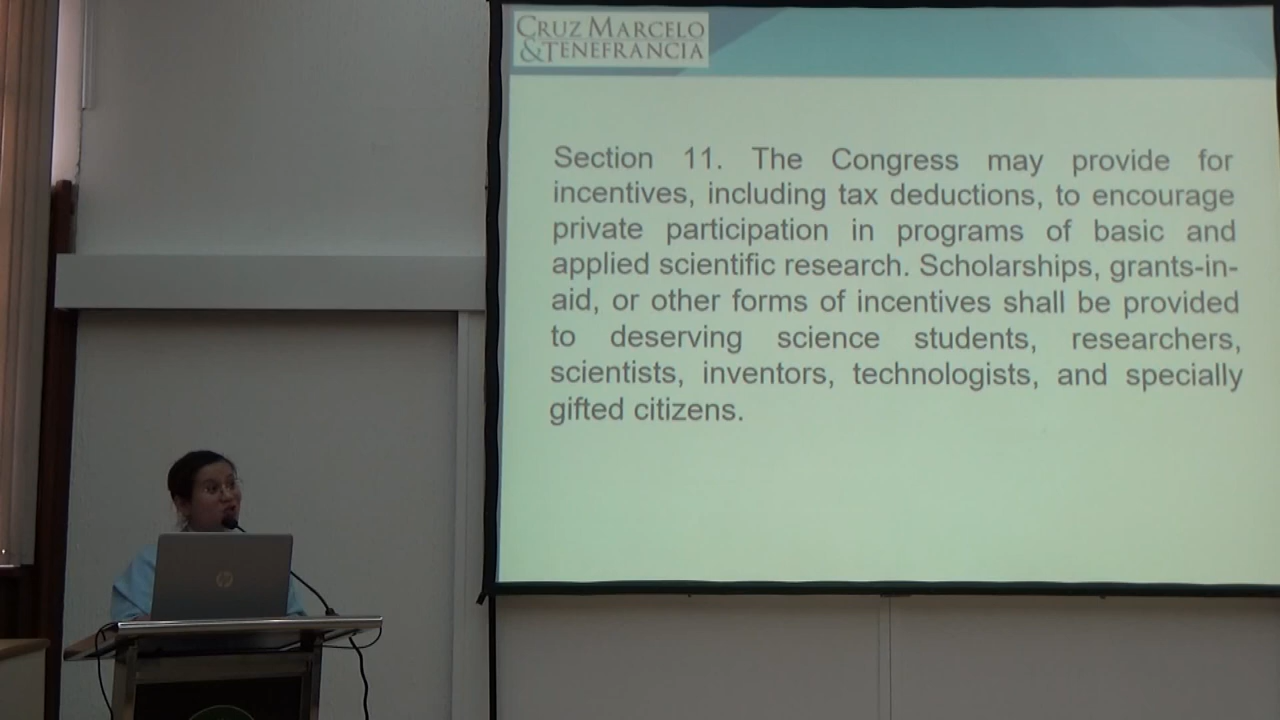 CRUZ MARCELO
& TENEFRANCIA
Section 11. The Congress may provide for
incentives, including tax deductions, to encourage
private participation in programs of basic and
applied scientific research. Scholarships, grants-in-
aid, or other forms of incentives shall be provided
to deserving science students, researchers,
scientists, inventors, technologists, and specially
gifted citizens.
hp